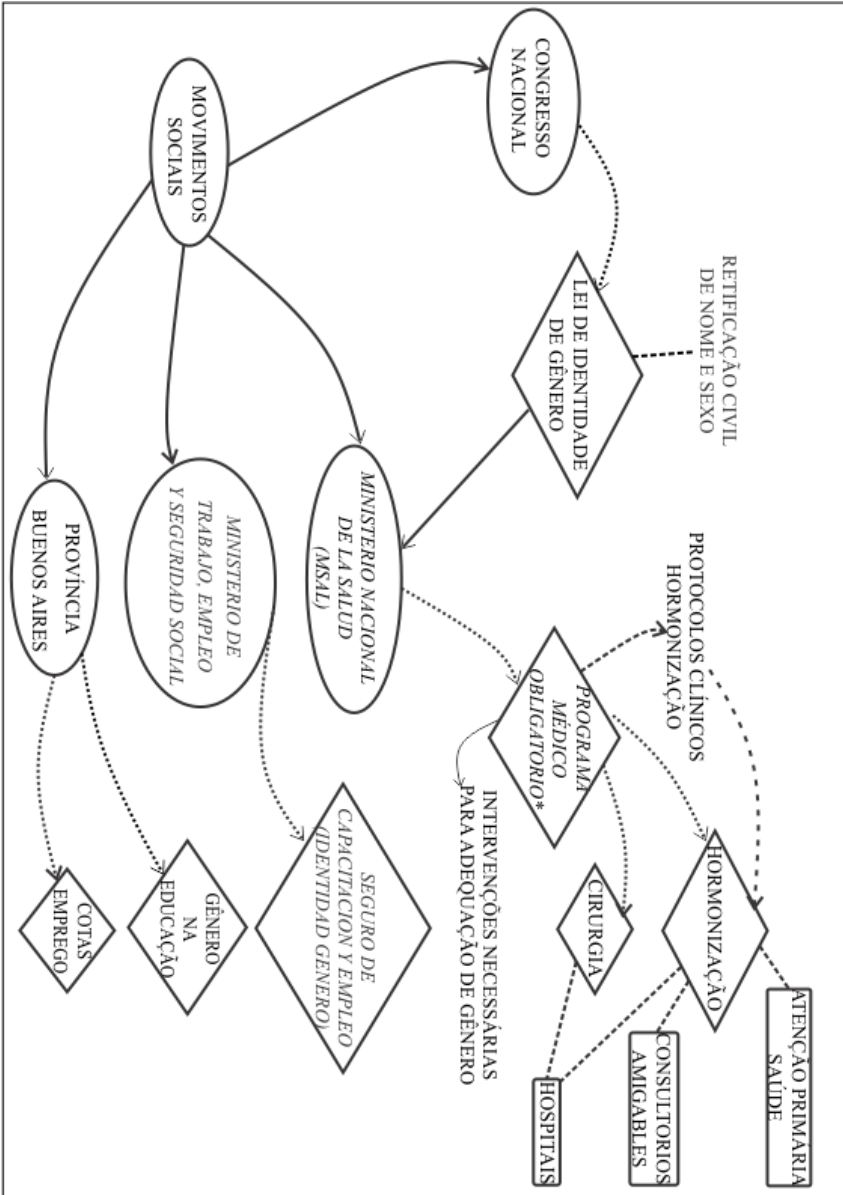 ATENÇÃO PRIMÁRIA
SAÚDE
RETIFICAÇÃO CIVIL
DE NOME E SEXO
PROTOCOLOS CLÍNICOS
HORMONIZAÇÃO
HORMONIZAÇÃO
CONSULTORIOS
AMIGABLES
CONGRESSO
NACIONAL
LEI DE IDENTIDADE
DE GÊNERO
PROGRAMA
MÉDICO
OBLIGATORIO*
CIRURGIA
HOSPITAIS
INTERVENÇÕES NECESSÁRIAS
PARA ADEQUAÇÃO DE GÊNERO
MINISTERIO NACIONAL
DE LA SALUD
(MSAL)
SEGURO DE
CAPACITACION Y EMPLEO
(IDENTIDAD GENERO)
MINISTERIO DE
TRABAJO, EMPLEO
Y SEGURIDAD SOCIAL
MOVIMENTOS
SOCIAIS
GÊNERO
NA
EDUCAÇÃO
PROVÍNCIA
BUENOS AIRES
COTAS
EMPREGO